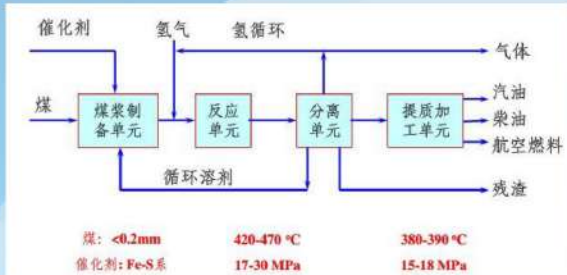 催化剂
氢气
氢循环
气体
煤
煤浆制
备单元
反应
单元
分离
单元
提质加
工单元
汽油
柴油
航空燃料
循环溶剂
残渣
煤: <0.2mm
420-470 °C
380-390 °C
催化剂: Fe-S系
17-30 MPa
15-18 MPa